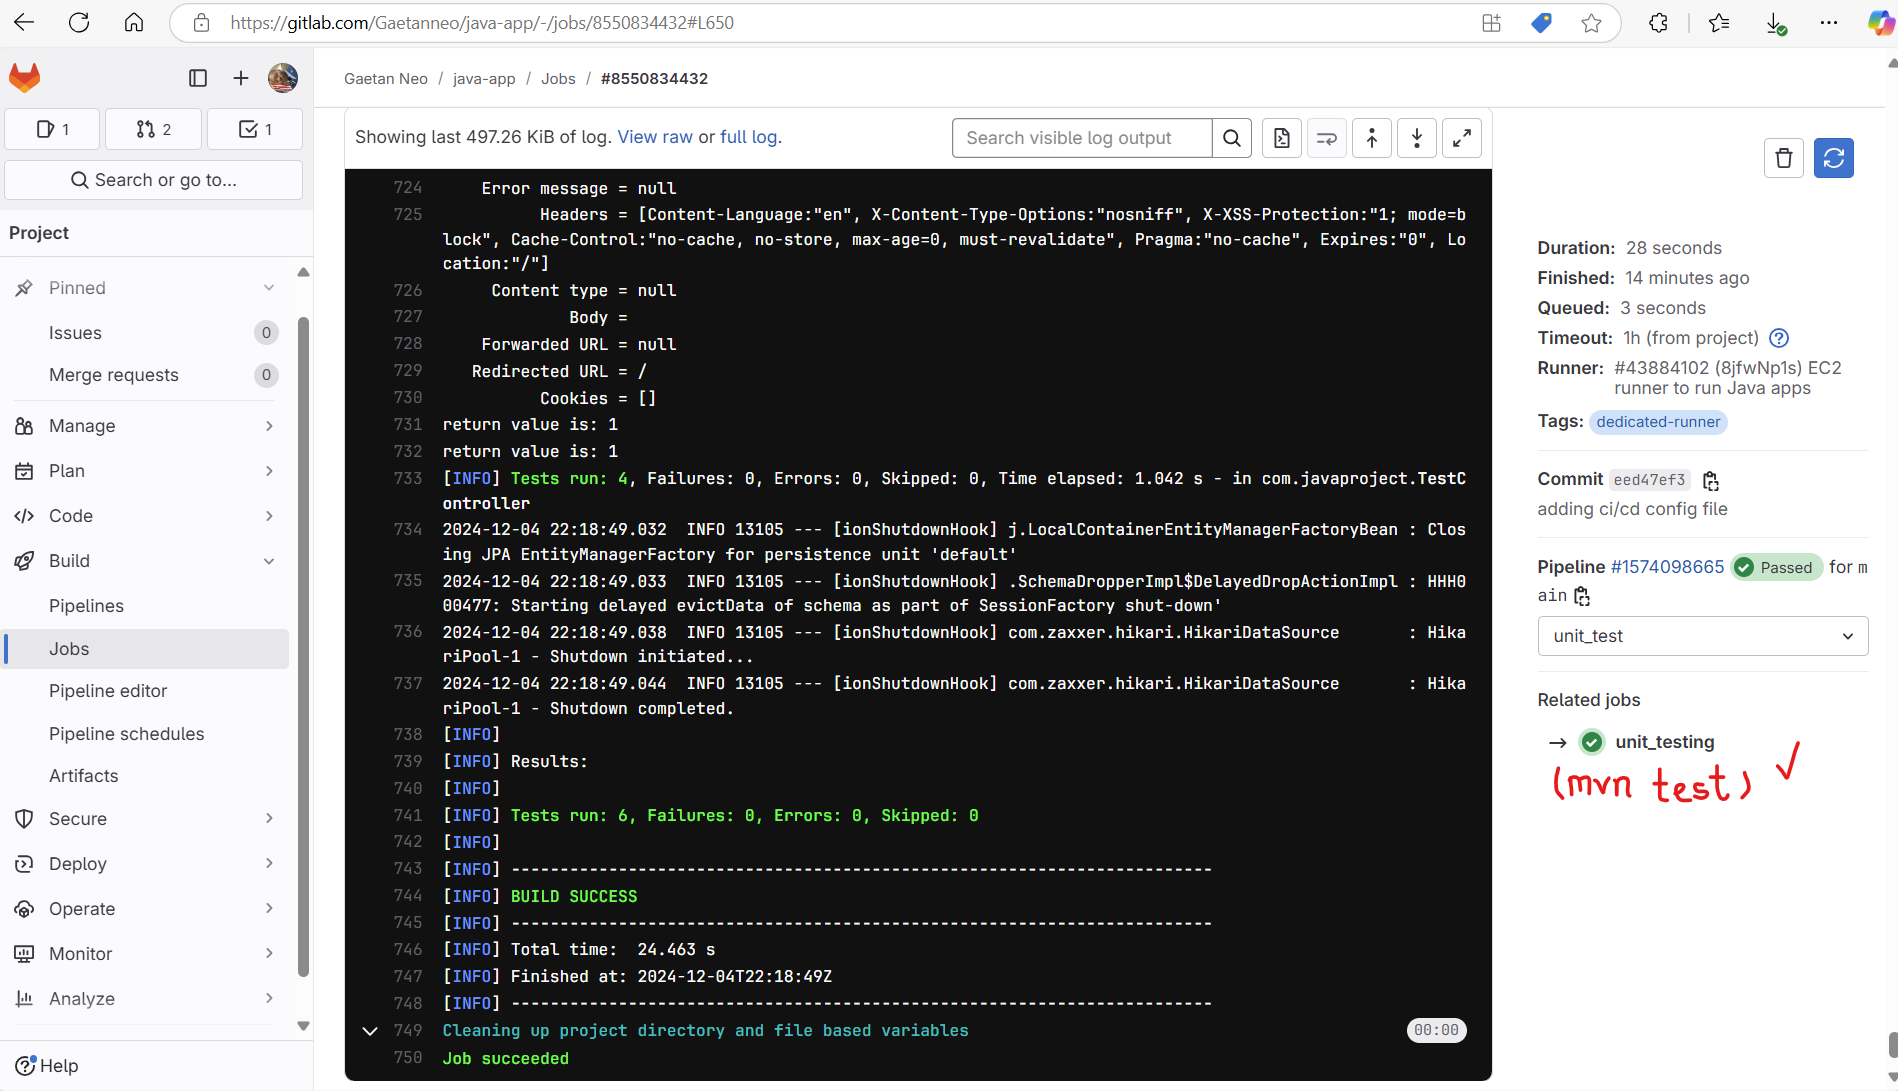 https://gitlab.com/Gaetanneo/java-app/-/jobs/8550834432#L650
1
2
1
Search or go to...
Project
Pinned
Issues 0
Merge requests 0
Manage
Plan
Code
Build
Pipelines
Jobs
Pipeline editor
Pipeline schedules
Artifacts
Secure
Deploy
Operate
Monitor
Analyze
Help
Gaetan Neo / java-app / Jobs / #8550834432
Showing last 497.26 KiB of log. View raw or full log.
Search visible log output
724 Error message = null
725 Headers = [Content-Language:"en", X-Content-Type-Options:"nosniff", X-XSS-Protection:"1; mode=b
lock", Cache-Control:"no-cache, no-store, max-age=0, must-revalidate", Pragma:"no-cache", Expires:"0", Lo
cation:"/"]
726 Content type = null
727 Body =
728 Forwarded URL = null
729 Redirected URL = /
730 Cookies = []
731 return value is: 1
732 return value is: 1
733 [INFO] Tests run: 4, Failures: 0, Errors: 0, Skipped: 0, Time elapsed: 1.042 s - in com.javaproject.TestC
ontroller
734 2024-12-04 22:18:49.032 INFO 13105 --- [ionShutdownHook] j.LocalContainerEntityManagerFactoryBean : Clos
ing JPA EntityManagerFactory for persistence unit 'default'
735 2024-12-04 22:18:49.033 INFO 13105 --- [ionShutdownHook] .SchemaDropperImpl$DelayedDropActionImpl : HHH0
00477: Starting delayed evictData of schema as part of SessionFactory shut-down'
736 2024-12-04 22:18:49.038 INFO 13105 --- [ionShutdownHook] com.zaxxer.hikari.HikariDataSource : Hika
riPool-1 - Shutdown initiated...
737 2024-12-04 22:18:49.044 INFO 13105 --- [ionShutdownHook] com.zaxxer.hikari.HikariDataSource : Hika
riPool-1 - Shutdown completed.
738 [INFO]
739 [INFO] Results:
740 [INFO]
741 [INFO] Tests run: 6, Failures: 0, Errors: 0, Skipped: 0
742 [INFO]
743 [INFO] ------------------------------------------------------------------------
744 [INFO] BUILD SUCCESS
745 [INFO] ------------------------------------------------------------------------
746 [INFO] Total time:  24.463 s
747 [INFO] Finished at: 2024-12-04T22:18:49Z
748 [INFO] ------------------------------------------------------------------------
749 Cleaning up project directory and file based variables 00:00
750 Job succeeded
Duration: 28 seconds
Finished: 14 minutes ago
Queued: 3 seconds
Timeout: 1h (from project)
Runner: #43884102 (8jfwNp1s) EC2
runner to run Java apps
Tags: dedicated-runner
Commit eed47ef3
adding ci/cd config file
Pipeline #1574098665 Passed for m
ain
unit_test
Related jobs
→ unit_testing
(mvn test) ✓